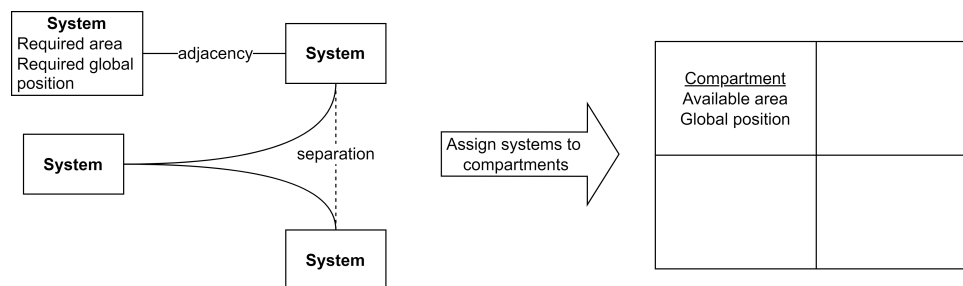 System
Required area
Required global
position
adjacency
System
System
separation
System
Assign systems to
compartments
Compartment
Available area
Global position